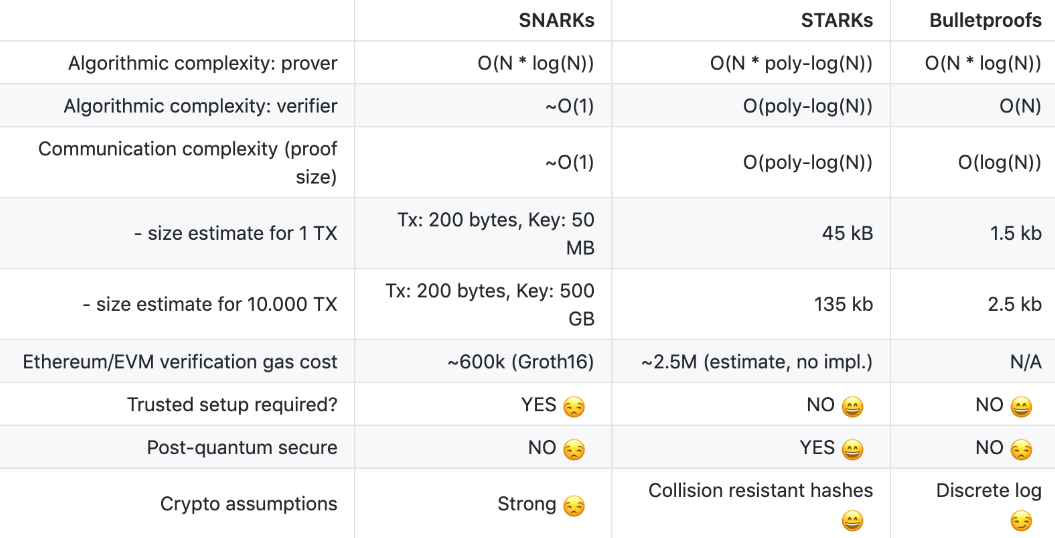 SNARKs STARKs Bulletproofs
Algorithmic complexity: prover O(N * log(N)) O(N * poly-log(N)) O(N * log(N))
Algorithmic complexity: verifier ~O(1) O(poly-log(N)) O(N)
Communication complexity (proof
size) ~O(1) O(poly-log(N)) O(log(N))
- size estimate for 1 TX Tx: 200 bytes, Key: 50
MB 45 kB 1.5 kb
- size estimate for 10.000 TX Tx: 200 bytes, Key: 500
GB 135 kb 2.5 kb
Ethereum/EVM verification gas cost ~600k (Groth16) ~2.5M (estimate, no impl.) N/A
Trusted setup required? YES 😒 NO 😄 NO 😄
Post-quantum secure NO 😒 YES 😄 NO 😒
Crypto assumptions Strong 😒 Collision resistant hashes
😄 Discrete log
😏